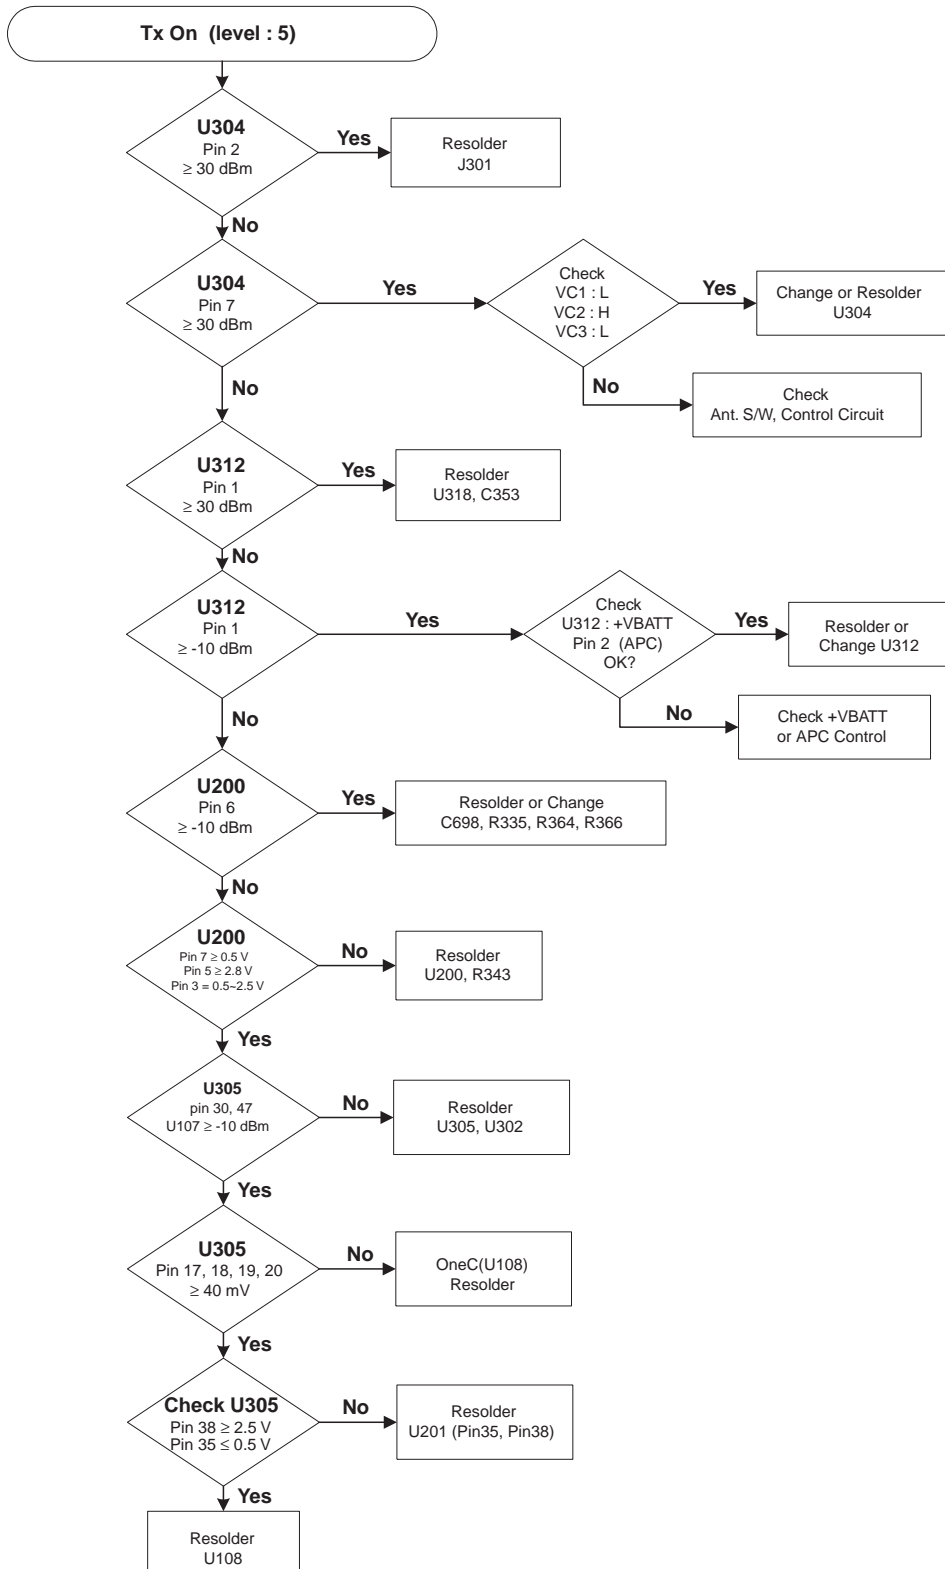 Tx On (level : 5)
U304
Pin 2
≥ 30 dBm
Yes
Resolder
J301
No
U304
Pin 7
≥ 30 dBm
Yes
Check
VC1 : L
VC2 : H
VC3 : L
Yes
Change or Resolder
U304
No
Check
Ant. S/W, Control Circuit
No
U312
Pin 1
≥ 30 dBm
Yes
Resolder
U318, C353
No
U312
Pin 1
≥ -10 dBm
Yes
Check
U312 : +VBATT
Pin 2 (APC)
OK?
Yes
Resolder or
Change U312
No
Check +VBATT
or APC Control
No
U200
Pin 6
≥ -10 dBm
Yes
Resolder or Change
C698, R335, R364, R366
No
U200
Pin 7 ≥ 0.5 V
Pin 5 ≥ 2.8 V
Pin 3 = 0.5~2.5 V
No
Resolder
U200, R343
Yes
U305
pin 30, 47
U107 ≥ -10 dBm
No
Resolder
U305, U302
Yes
U305
Pin 17, 18, 19, 20
≥ 40 mV
No
OneC(U108)
Resolder
Yes
Check U305
Pin 38 ≥ 2.5 V
Pin 35 ≤ 0.5 V
No
Resolder
U201 (Pin35, Pin38)
Yes
Resolder
U108